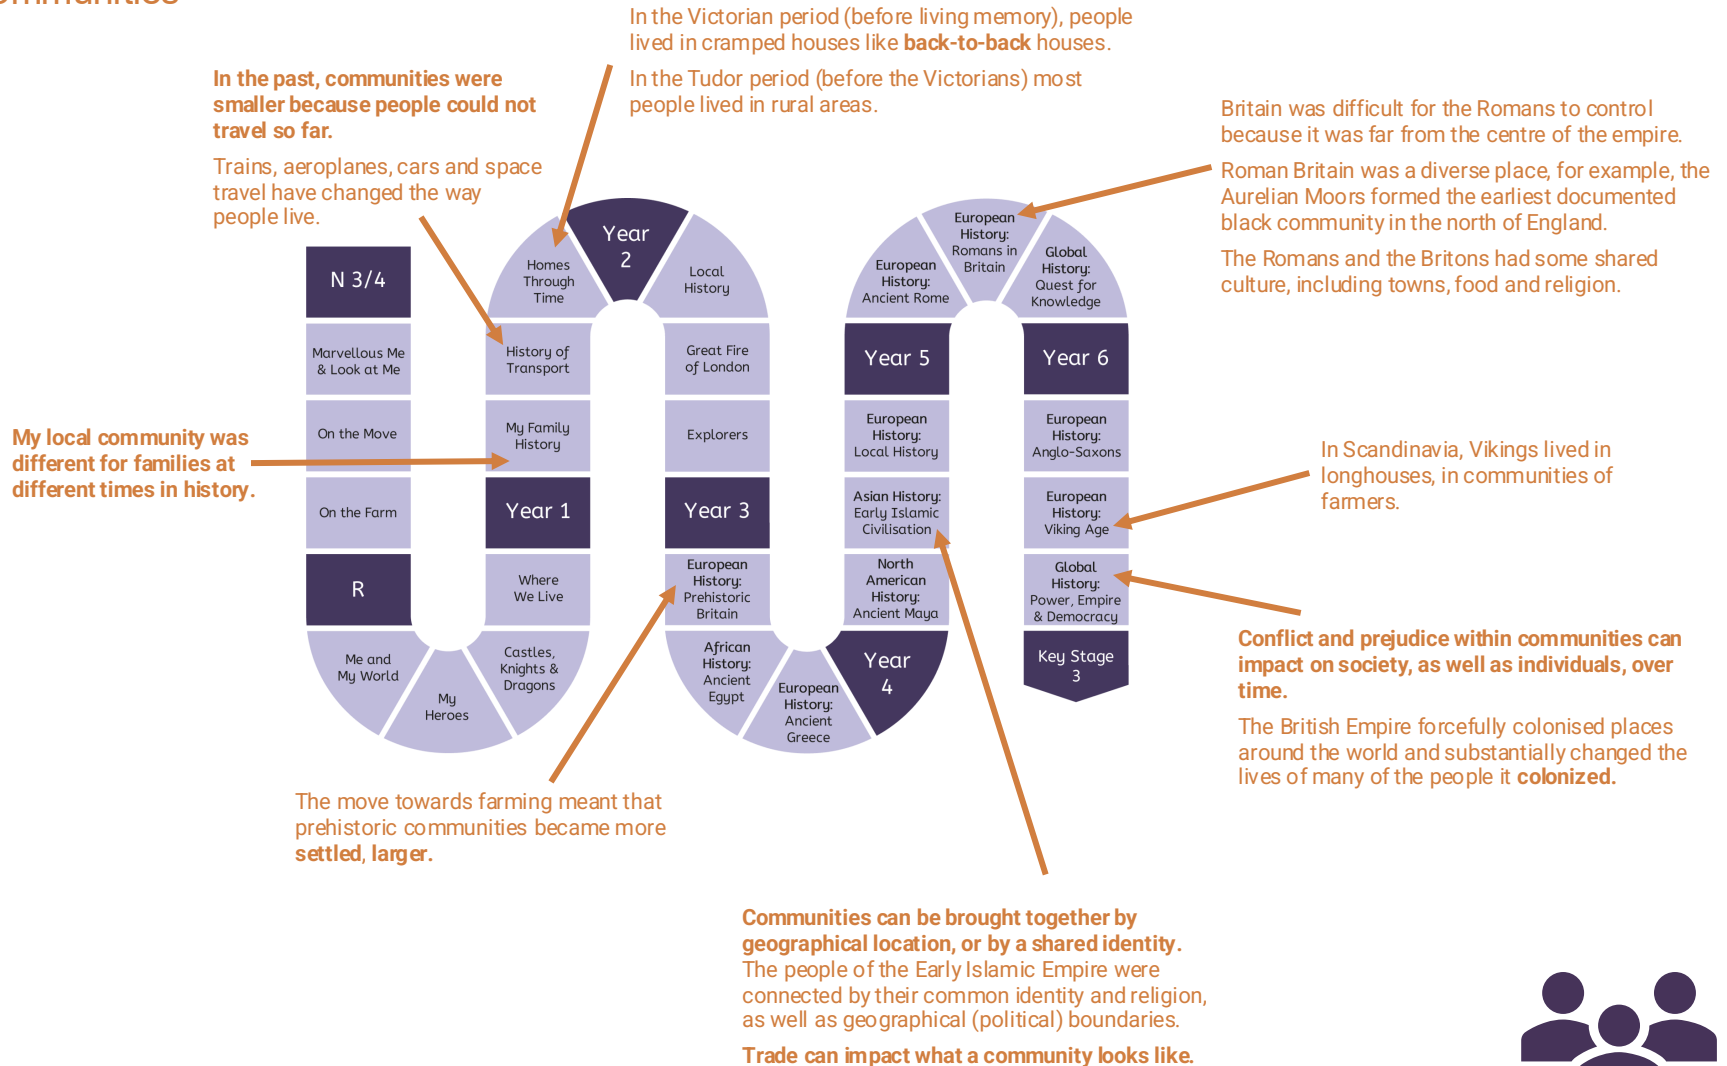 In the Victorian period (before living memory), people
lived in cramped houses like back-to-back houses.
In the Tudor period (before the Victorians) most
people lived in rural areas.
In the past, communities were
smaller because people could not
travel so far.
Trains, aeroplanes, cars and space
travel have changed the way
people live.
Britain was difficult for the Romans to control
because it was far from the centre of the empire.
Roman Britain was a diverse place, for example, the
Aurelian Moors formed the earliest documented
black community in the north of England.
The Romans and the Britons had some shared
culture, including towns, food and religion.
My local community was
different for families at
different times in history.
N 3/4
Marvellous Me
& Look at Me
On the Move
On the Farm
R
Me and
My World
My
Heroes
Castles,
Knights &
Dragons
Where
We Live
Year 1
My Family
History
History of
Transport
Homes
Through
Time
Year
2
Local
History
Great Fire
of London
Explorers
Year 3
European
History:
Prehistoric
Britain
African
History:
Ancient
Egypt
European
History:
Ancient
Greece
Year
4
North
American
History:
Ancient Maya
Asian History:
Early Islamic
Civilisation
European
History:
Local History
Year 5
European
History:
Ancient Rome
European
History:
Romans in
Britain
Global
History:
Quest for
Knowledge
Year 6
European
History:
Anglo-Saxons
European
History:
Viking Age
Global
History:
Power, Empire
& Democracy
Key Stage
3
In Scandinavia, Vikings lived in
longhouses, in communities of
farmers.
Conflict and prejudice within communities can
impact on society, as well as individuals, over
time.
The British Empire forcefully colonised places
around the world and substantially changed the
lives of many of the people it colonized.
The move towards farming meant that
prehistoric communities became more
settled, larger.
Communities can be brought together by
geographical location, or by a shared identity.
The people of the Early Islamic Empire were
connected by their common identity and religion,
as well as geographical (political) boundaries.
Trade can impact what a community looks like.